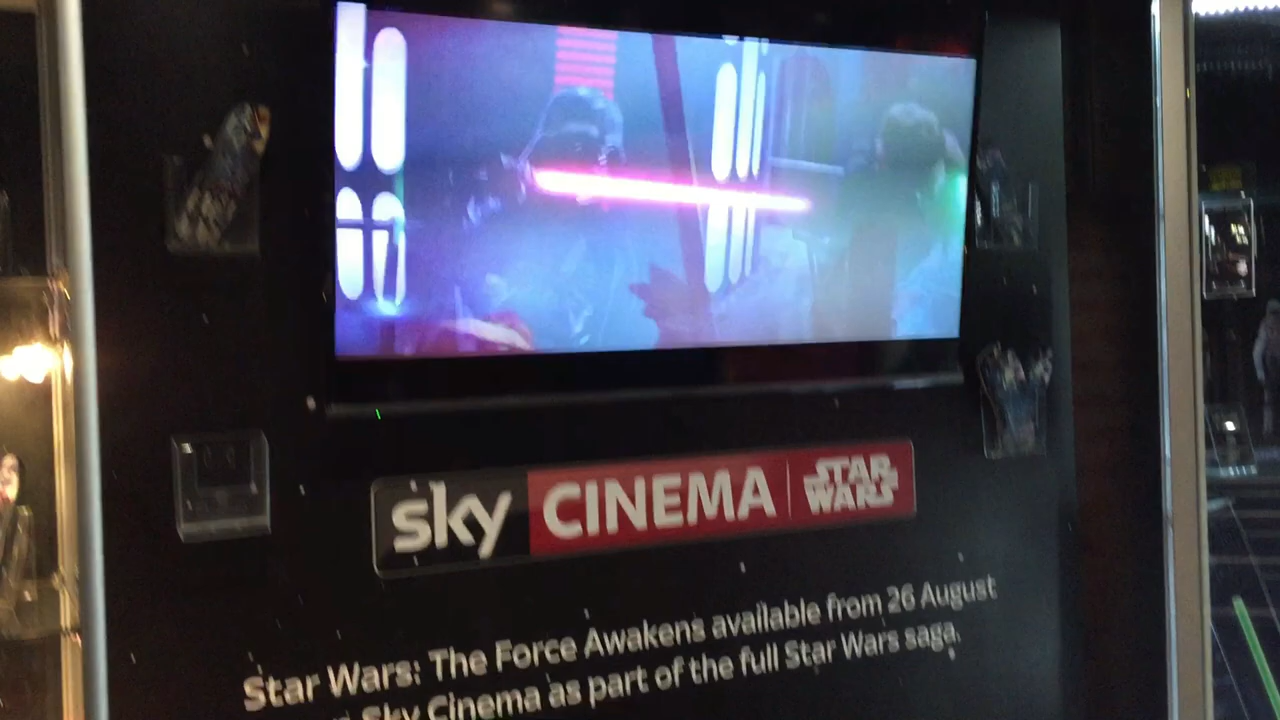 sky CINEMA | STAR WARS
Star Wars: The Force Awakens available from 26 August
Sky Cinema as part of the full Star Wars saga.